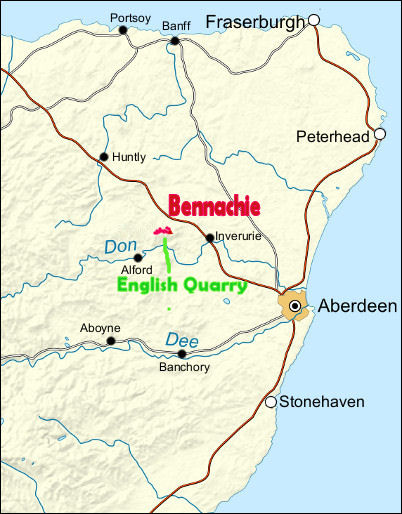 Portsoy
Banff
Fraserburgh
Peterhead
Huntly
Bennachie
Inverurie
Don
Alford
English Quarry
Aberdeen
Aboyne
Dee
Banchory
Stonehaven